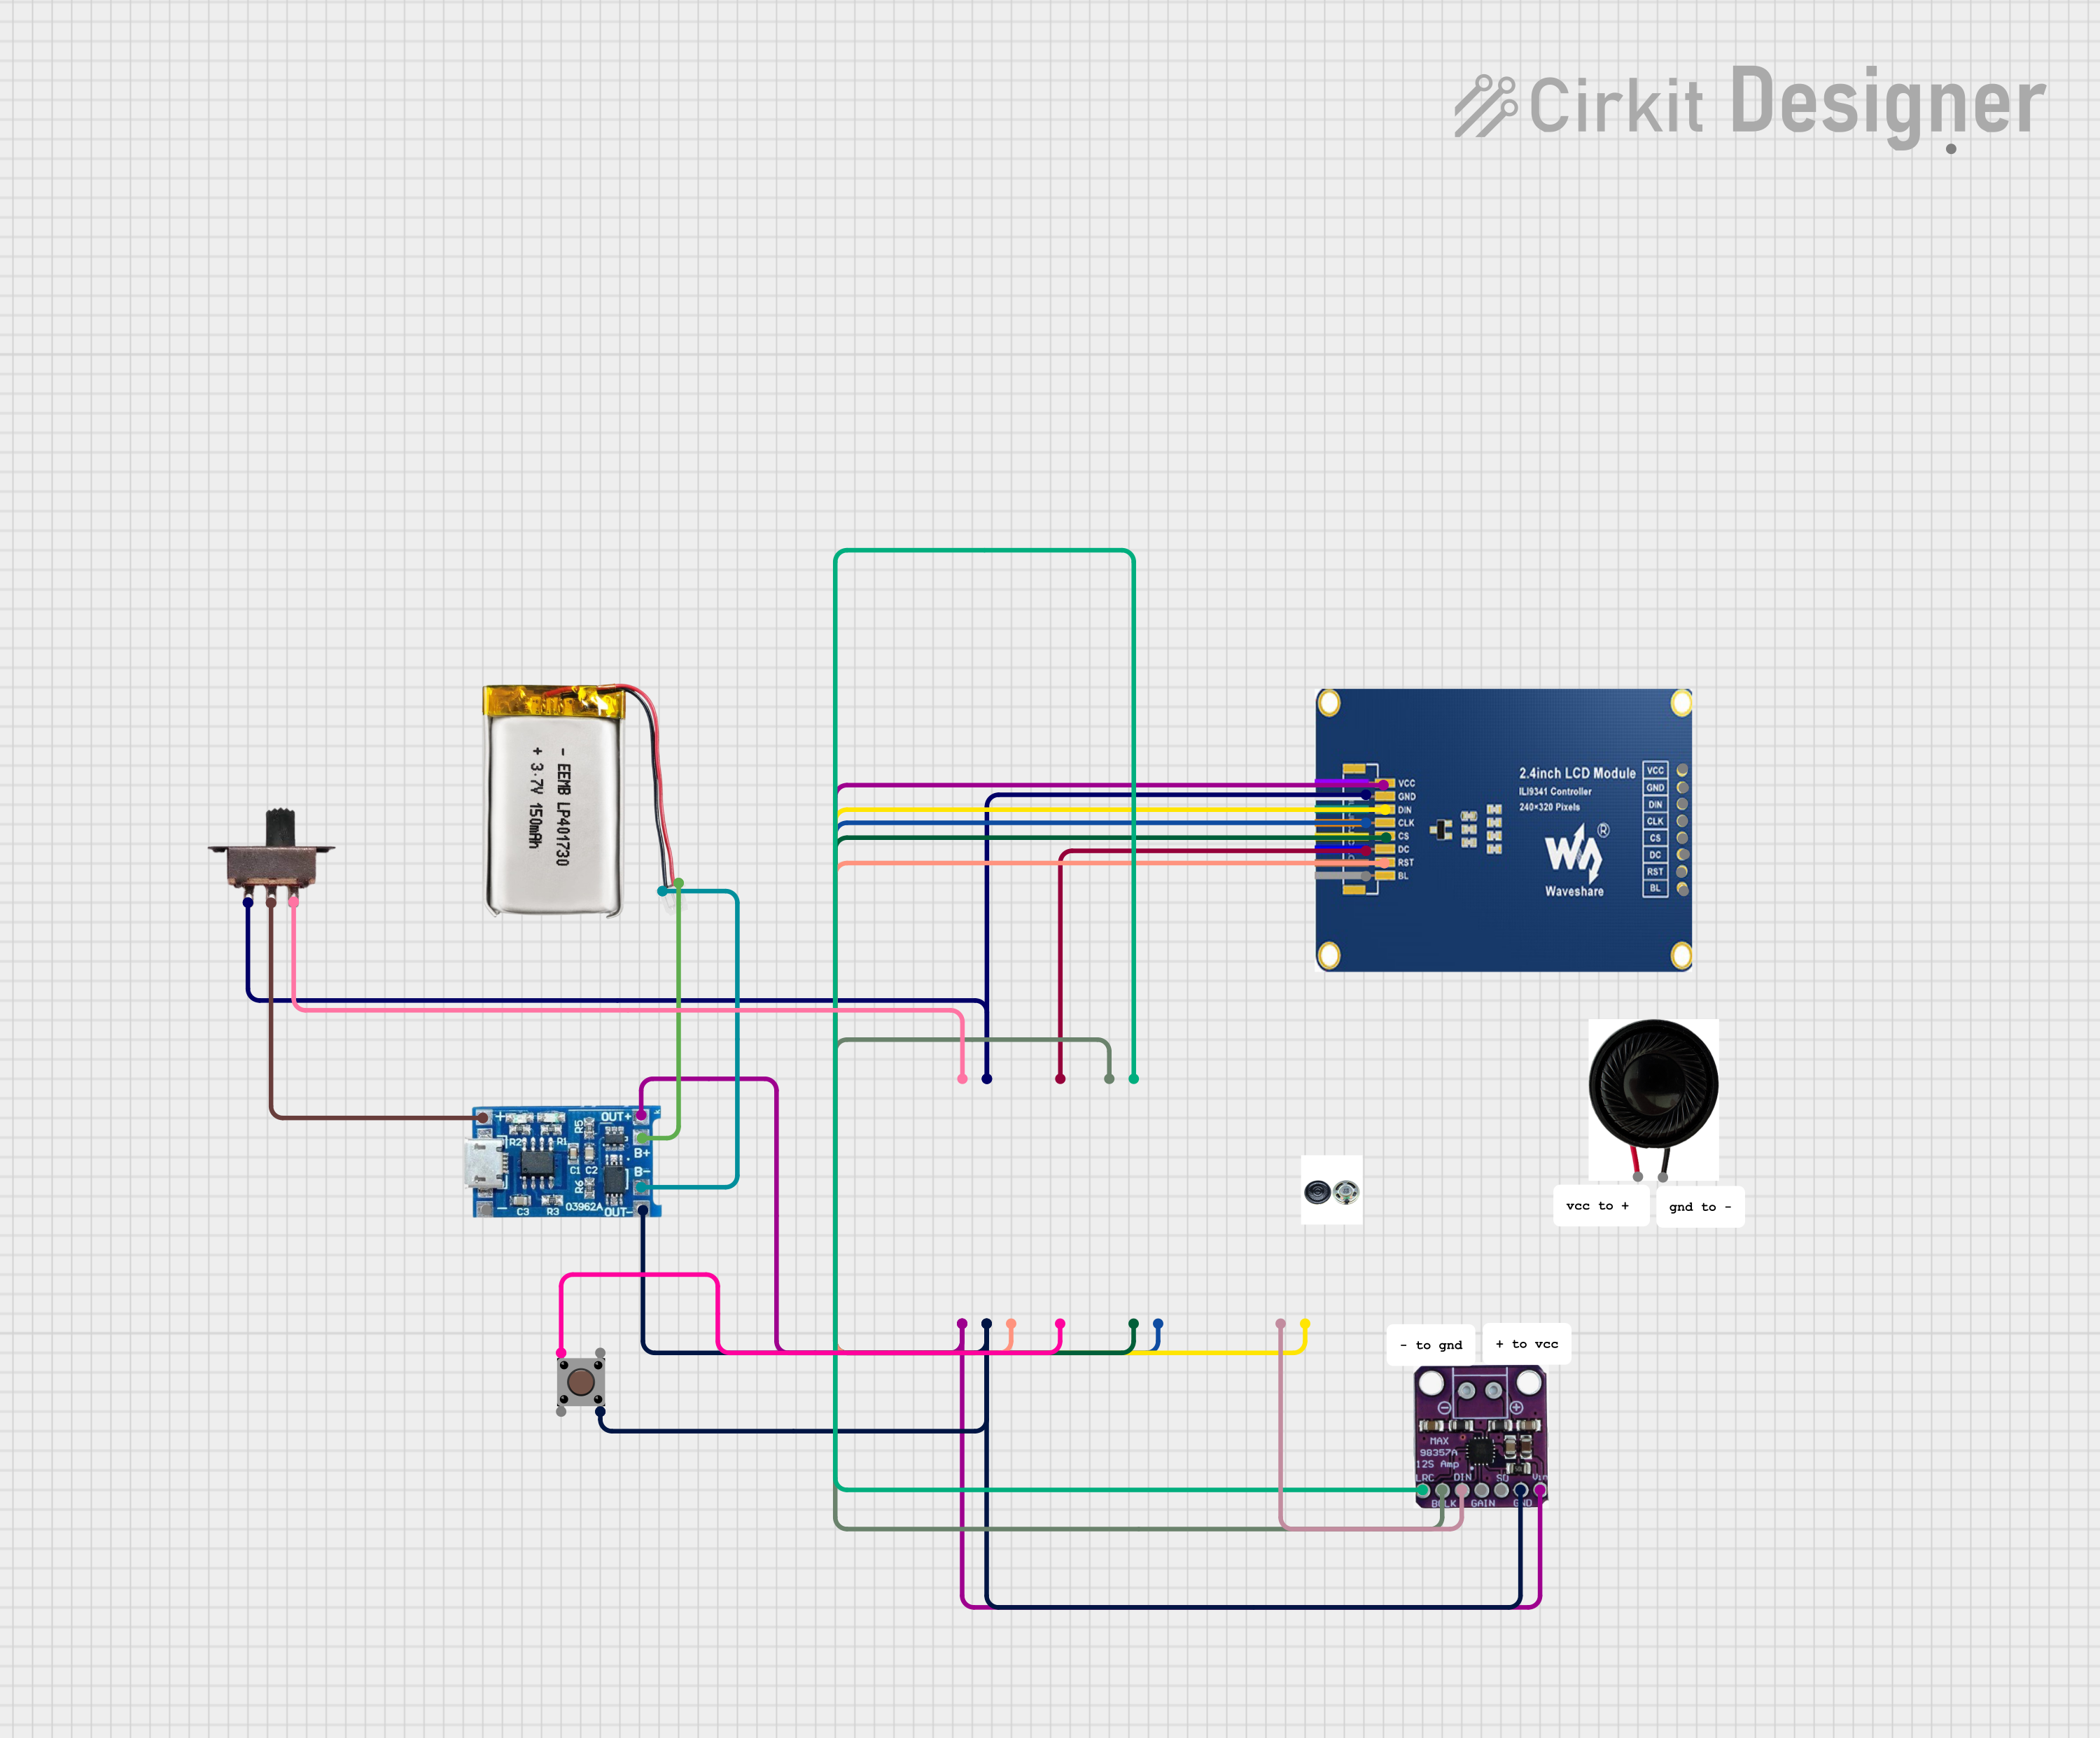 Cirkit Designer
- EEMB LP401730
+ 3.7V 150mAh
VCC
GND
DIN
CLK
CS
DC
RST
BL
2.4inch LCD Module
ILI9341 Controller
240×320 Pixels
®
Waveshare
VCC
GND
DIN
CLK
CS
DC
RST
BL
+
R2
R1
R5
OUT+
B+
C1
C2
B-
R6
-
C3
R3
03962A
OUT-
vcc to +
gnd to -
- to gnd
+ to vcc
- +
MAX
98357A
I2S Amp
LRC
DIN
SD
Vin
BCLK
GAIN
GND